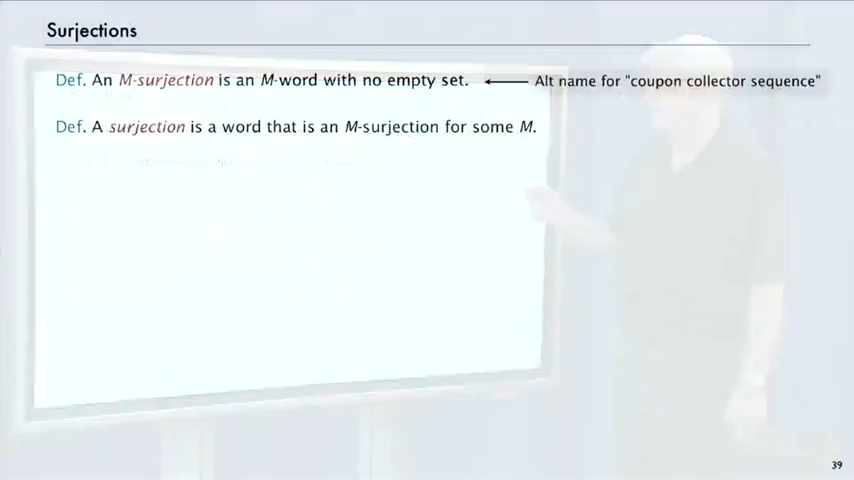 Surjections
Def. An M-surjection is an M-word with no empty set. Alt name for "coupon collector sequence"
Def. A surjection is a word that is an M-surjection for some M.
39